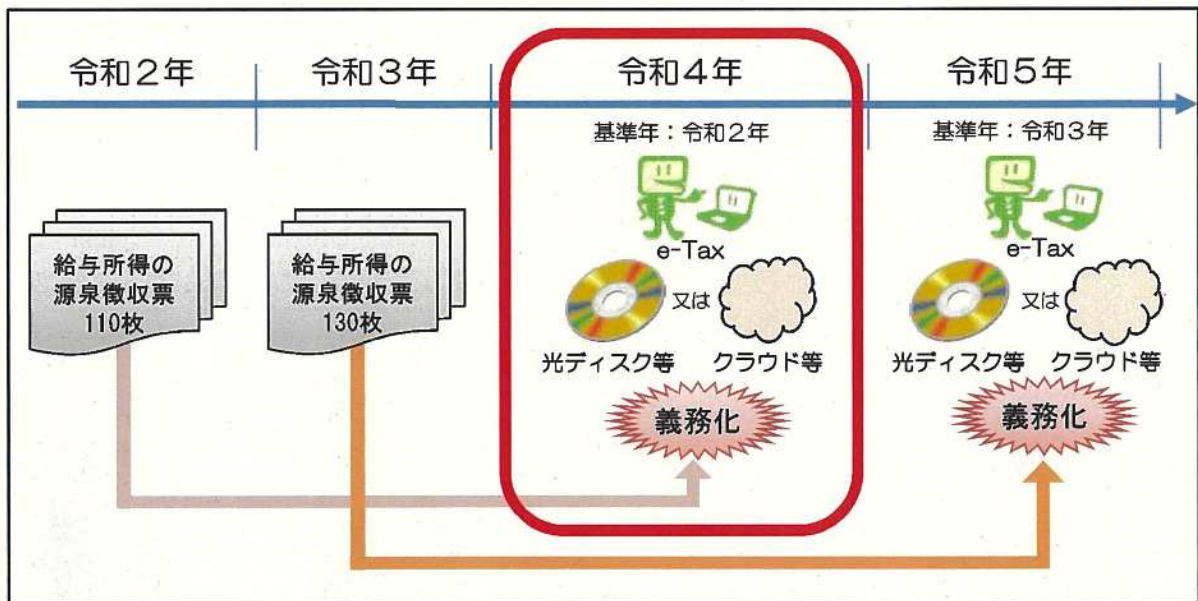 令和２年
令和３年
令和４年
令和５年
基準年：令和２年
基準年：令和３年
給与所得の
源泉徴収票
110枚
給与所得の
源泉徴収票
130枚
e-Tax
又は
光ディスク等
クラウド等
義務化
e-Tax
又は
光ディスク等
クラウド等
義務化